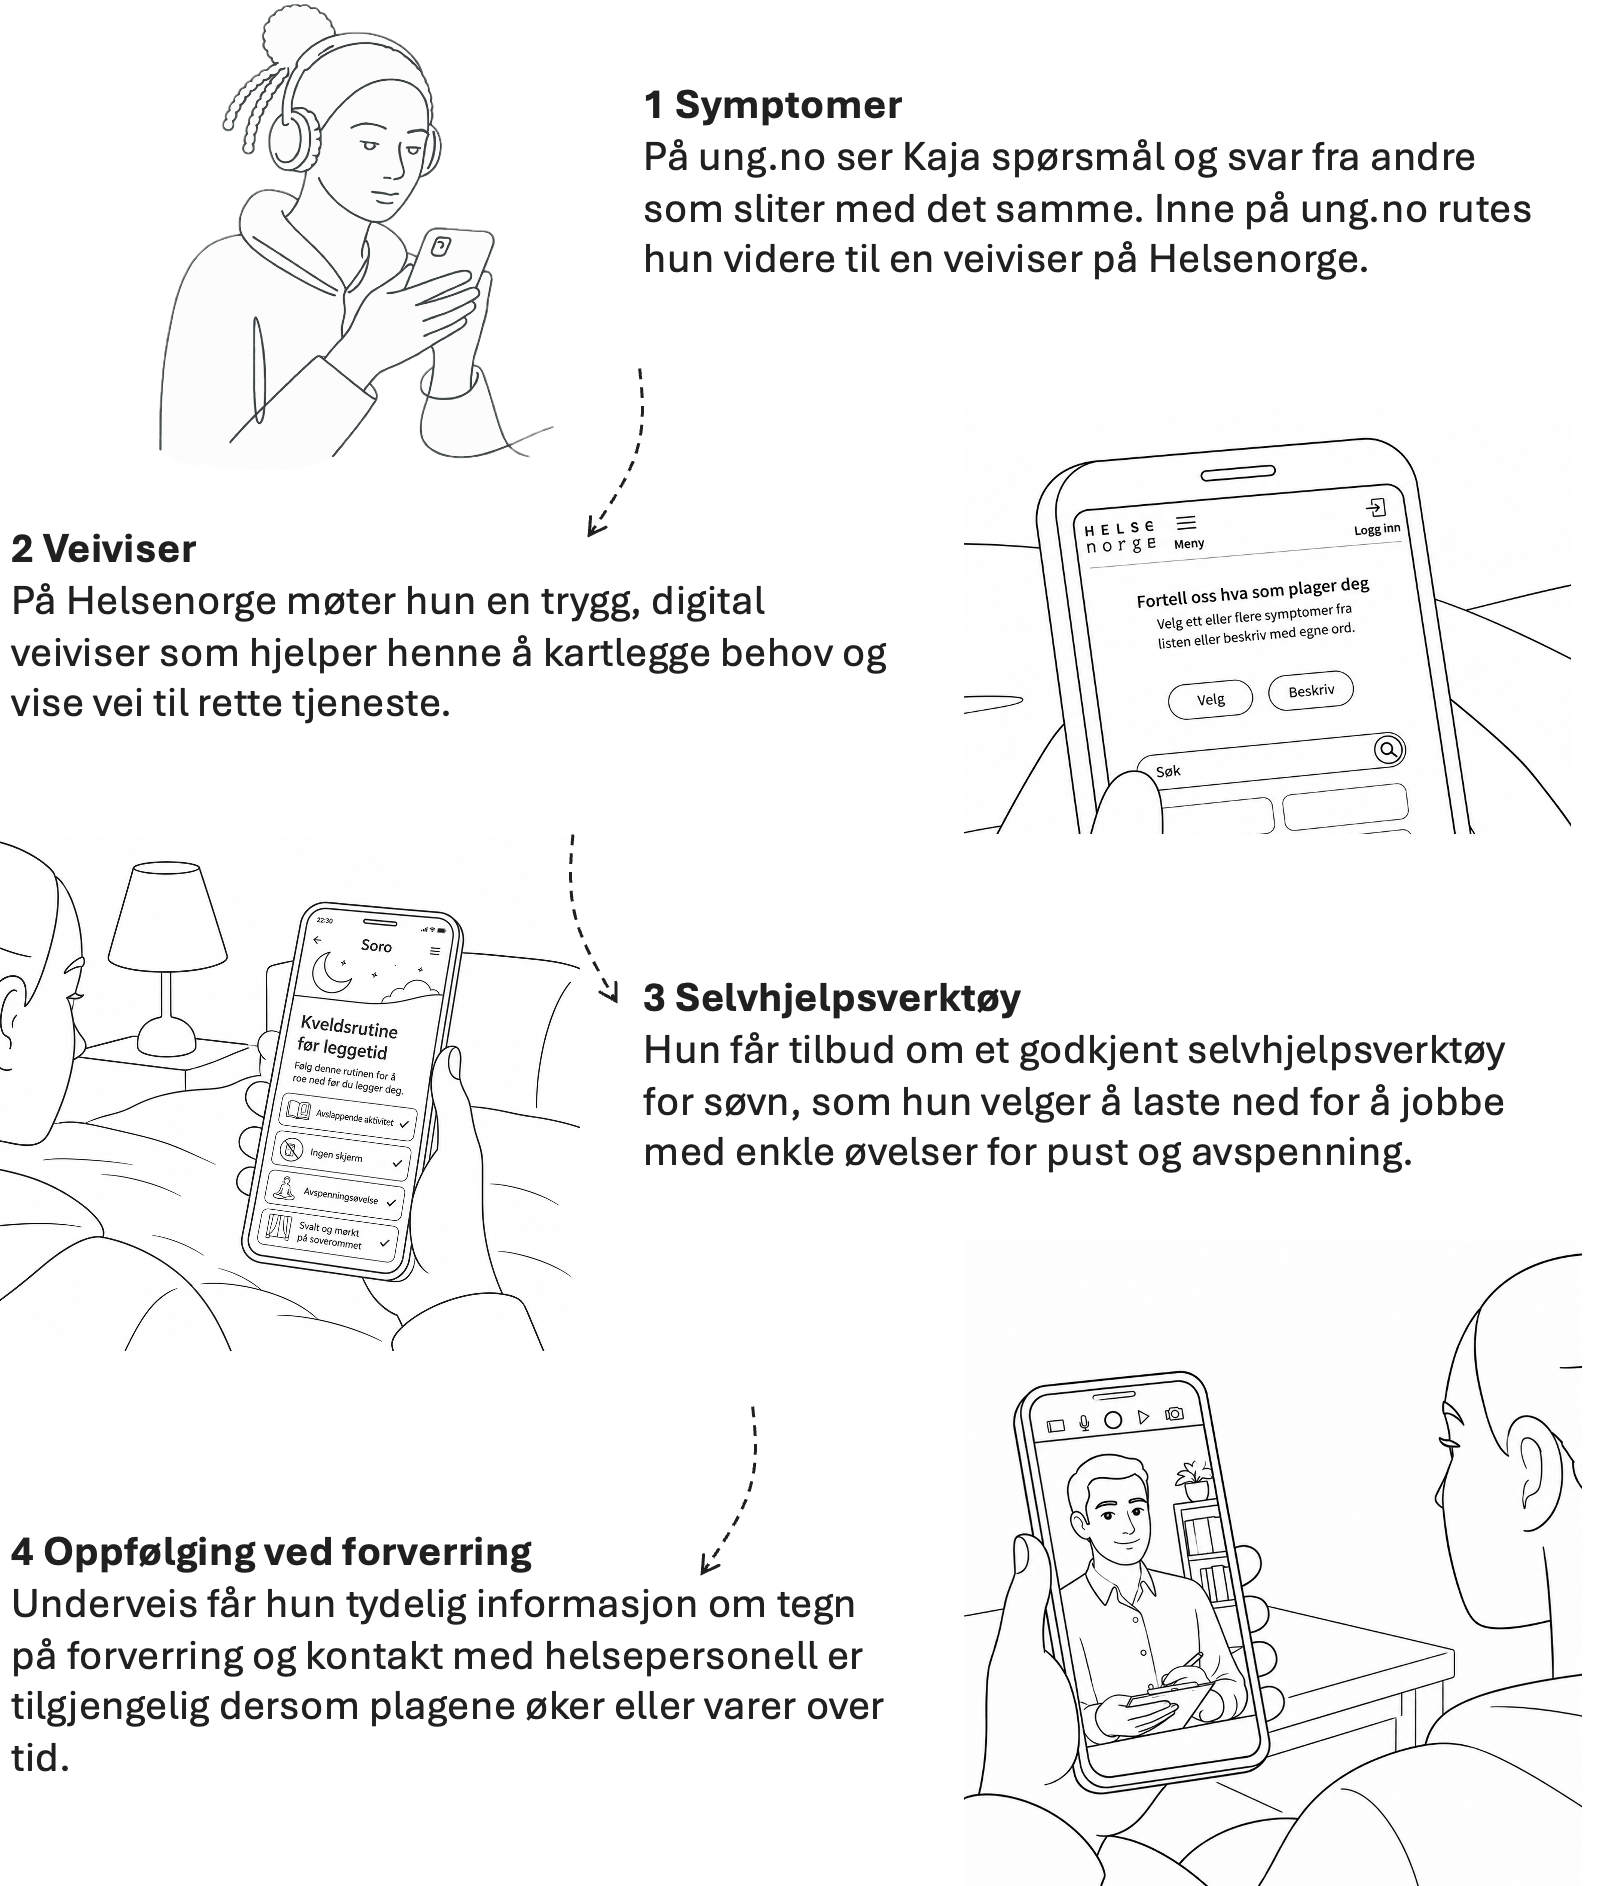 1 Symptomer
På ung.no ser Kaja spørsmål og svar fra andre
som sliter med det samme. Inne på ung.no rutes
hun videre til en veiviser på Helsenorge.
2 Veiviser
På Helsenorge møter hun en trygg, digital
veiviser som hjelper henne å kartlegge behov og
vise vei til rette tjeneste.
HELSe
norge
Meny
Logg inn
Fortell oss hva som plager deg
Velg ett eller flere symptomer fra
listen eller beskriv med egne ord.
Velg
Beskriv
Søk
22:30
Soro
Kveldsrutine
før leggetid
Følg denne rutinen for å
roe ned før du legger deg.
Avslappende aktivitet
Ingen skjerm
Avspenningsøvelse
Svalt og mørkt
på soverommet
3 Selvhjelpsverktøy
Hun får tilbud om et godkjent selvhjelpsverktøy
for søvn, som hun velger å laste ned for å jobbe
med enkle øvelser for pust og avspenning.
4 Oppfølging ved forverring
Underveis får hun tydelig informasjon om tegn
på forverring og kontakt med helsepersonell er
tilgjengelig dersom plagene øker eller varer over
tid.